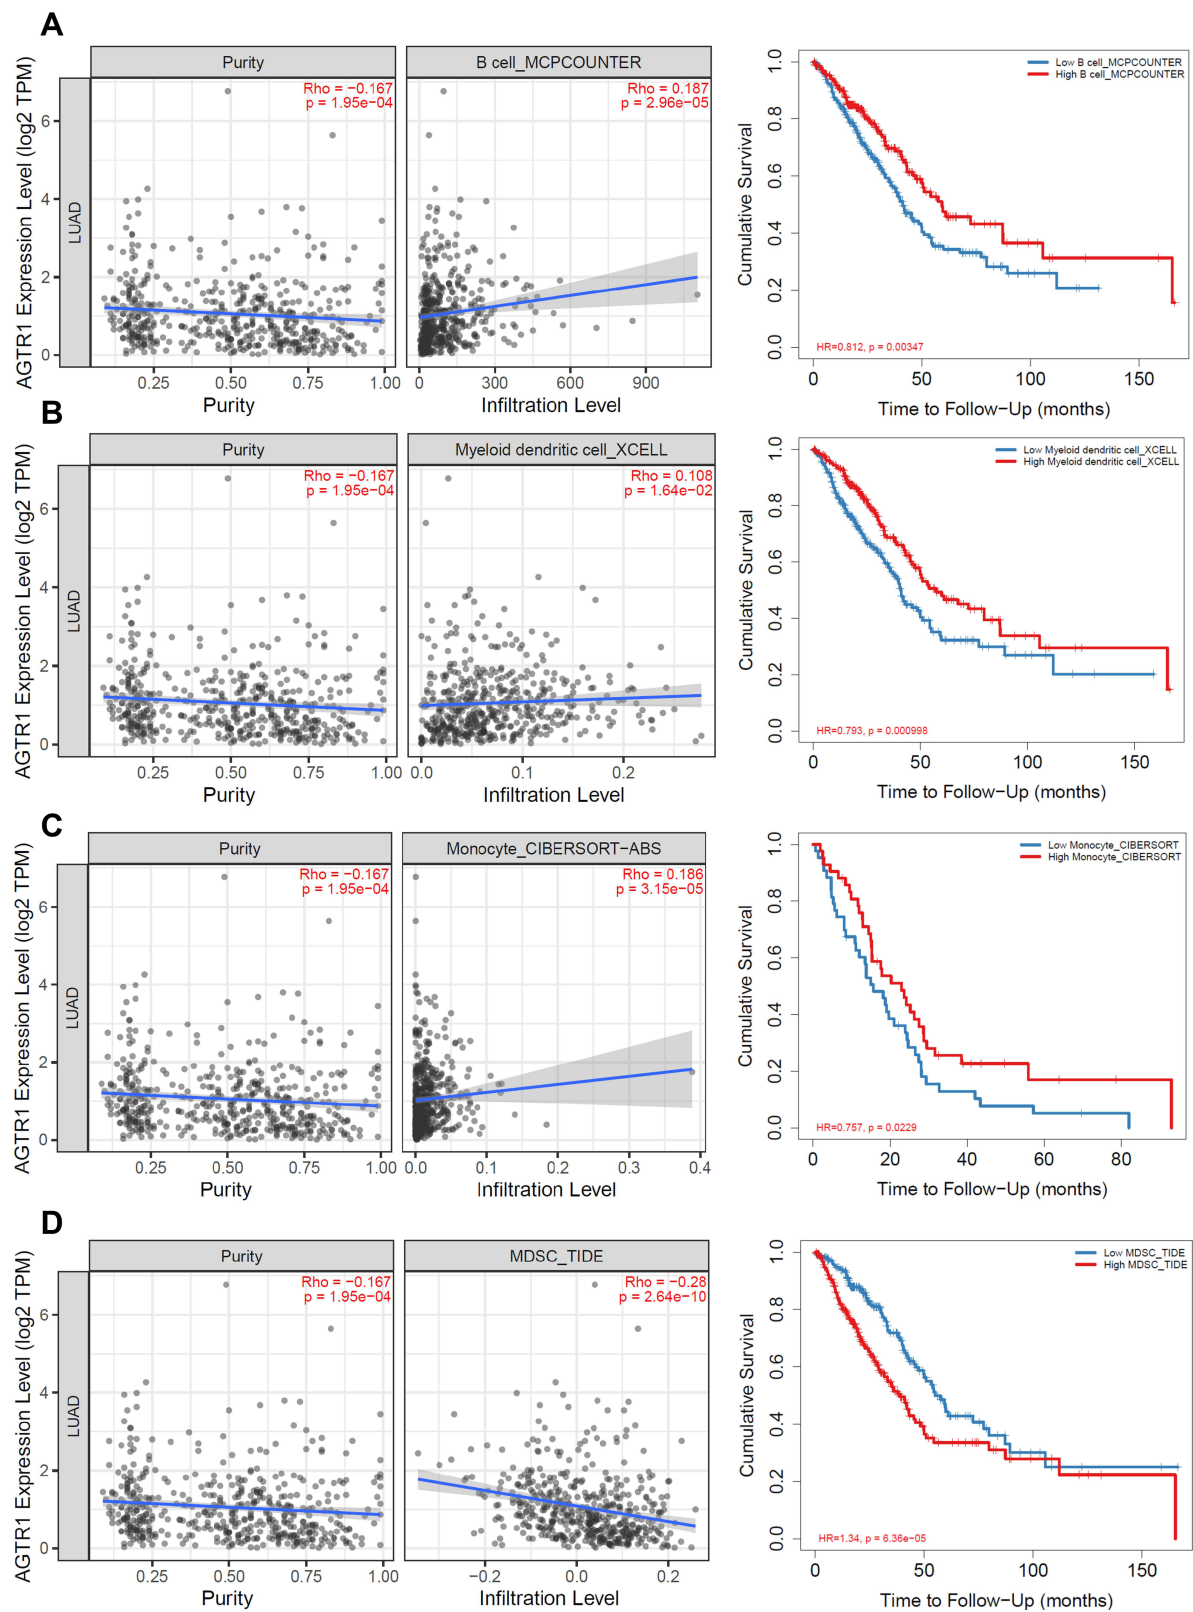 A
Purity
B cell_MCPCOUNTER
Rho = −0.167
p = 1.95e−04
Rho = 0.187
p = 2.96e−05
AGTR1 Expression Level (log2 TPM)
LUAD
6
4
2
0
0.25
0.50
0.75
1.00
Purity
0
300
600
900
Infiltration Level
Low B cell_MCPCOUNTER
High B cell_MCPCOUNTER
Cumulative Survival
1.0
0.8
0.6
0.4
0.2
0.0
HR=0.812, p = 0.00347
0
50
100
150
Time to Follow−Up (months)
B
Purity
Myeloid dendritic cell_XCELL
Rho = −0.167
p = 1.95e−04
Rho = 0.108
p = 1.64e−02
AGTR1 Expression Level (log2 TPM)
LUAD
6
4
2
0
0.25
0.50
0.75
1.00
Purity
0.0
0.1
0.2
Infiltration Level
Low Myeloid dendritic cell_XCELL
High Myeloid dendritic cell_XCELL
Cumulative Survival
1.0
0.8
0.6
0.4
0.2
0.0
HR=0.793, p = 0.000998
0
50
100
150
Time to Follow−Up (months)
C
Purity
Monocyte_CIBERSORT−ABS
Rho = −0.167
p = 1.95e−04
Rho = 0.186
p = 3.15e−05
AGTR1 Expression Level (log2 TPM)
LUAD
6
4
2
0
0.25
0.50
0.75
1.00
Purity
0.0
0.1
0.2
0.3
0.4
Infiltration Level
Low Monocyte_CIBERSORT
High Monocyte_CIBERSORT
Cumulative Survival
1.0
0.8
0.6
0.4
0.2
0.0
HR=0.757, p = 0.0229
0
20
40
60
80
Time to Follow−Up (months)
D
Purity
MDSC_TIDE
Rho = −0.167
p = 1.95e−04
Rho = −0.28
p = 2.64e−10
AGTR1 Expression Level (log2 TPM)
LUAD
6
4
2
0
0.25
0.50
0.75
1.00
Purity
−0.2
0.0
0.2
Infiltration Level
Low MDSC_TIDE
High MDSC_TIDE
Cumulative Survival
1.0
0.8
0.6
0.4
0.2
0.0
HR=1.34, p = 6.36e−05
0
50
100
150
Time to Follow−Up (months)